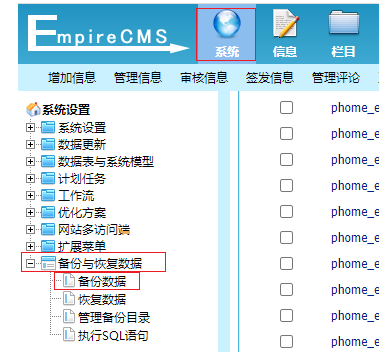 EmpireCMS
系统 信息 栏目
增加信息 管理信息 审核信息 签发信息 管理评论
系统设置
系统设置
数据更新
数据表与系统模型
计划任务
工作流
优化方案
网站多访问端
扩展菜单
备份与恢复数据
备份数据
恢复数据
管理备份目录
执行SQL语句
phome_e
phome_e
phome_e
phome_e
phome_e
phome_e
phome_e
phome_e
phome_e
phome_e